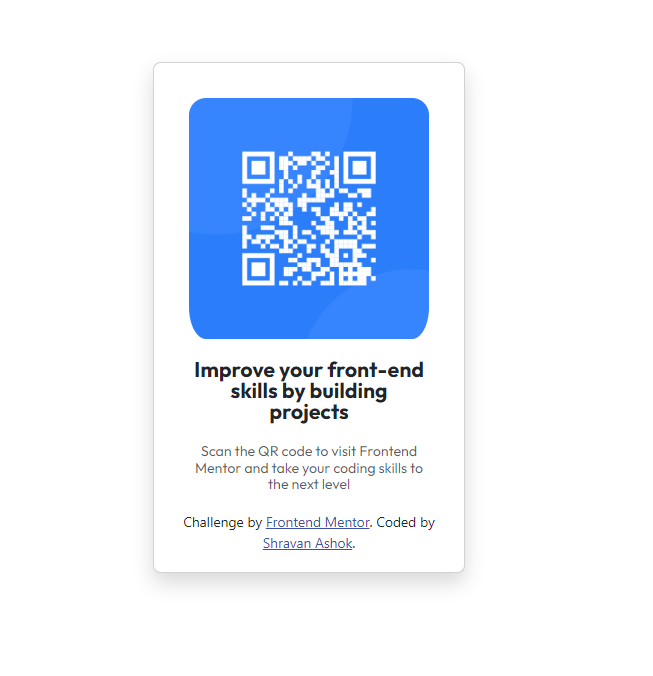 Improve your front-end
skills by building
projects
Scan the QR code to visit Frontend
Mentor and take your coding skills to
the next level
Challenge by Frontend Mentor. Coded by
Shravan Ashok.